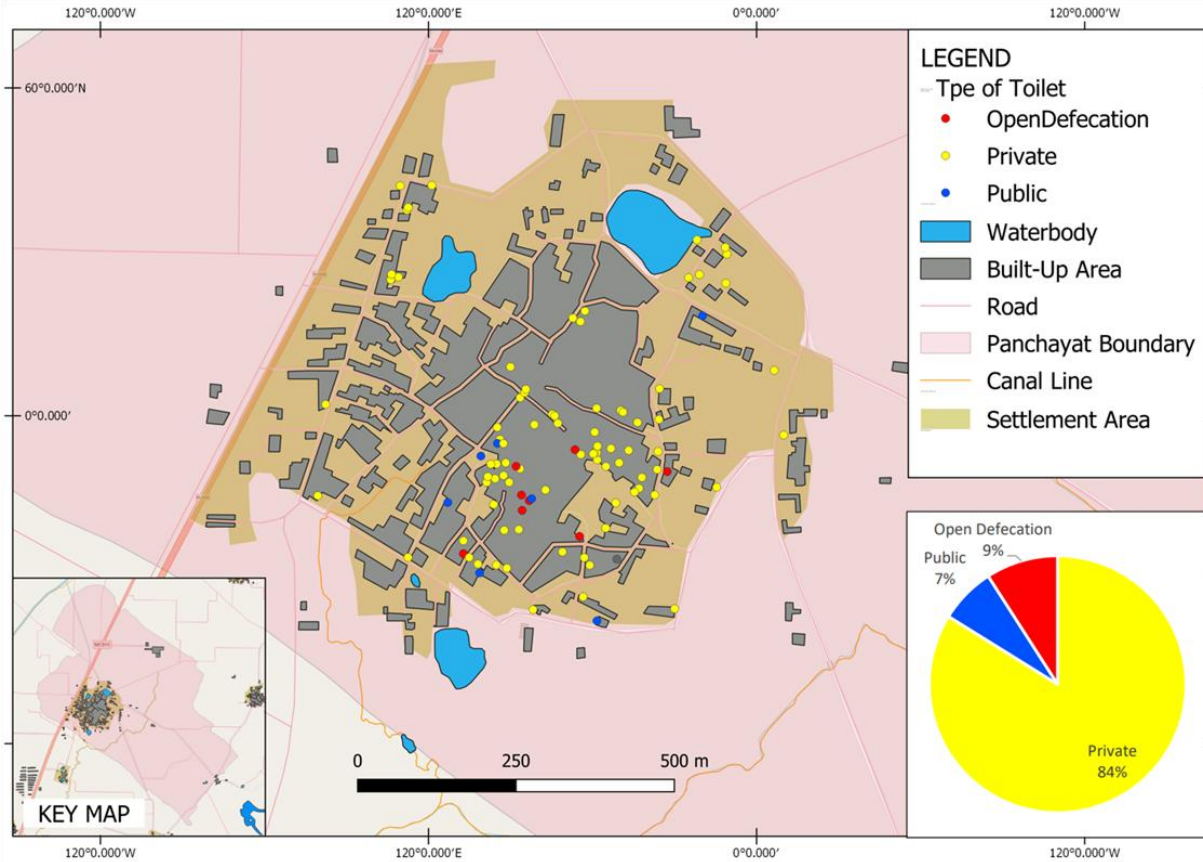 120°0.000'W
120°0.000'E
0°0.000'
120°0.000'W
60°0.000'N
0°0.000'
LEGEND
Tpe of Toilet
OpenDefecation
Private
Public
Waterbody
Built-Up Area
Road
Panchayat Boundary
Canal Line
Settlement Area
Open Defecation
9%
Public
7%
Private
84%
0 250 500 m
KEY MAP
120°0.000'W
120°0.000'E
0°0.000'
120°0.000'W